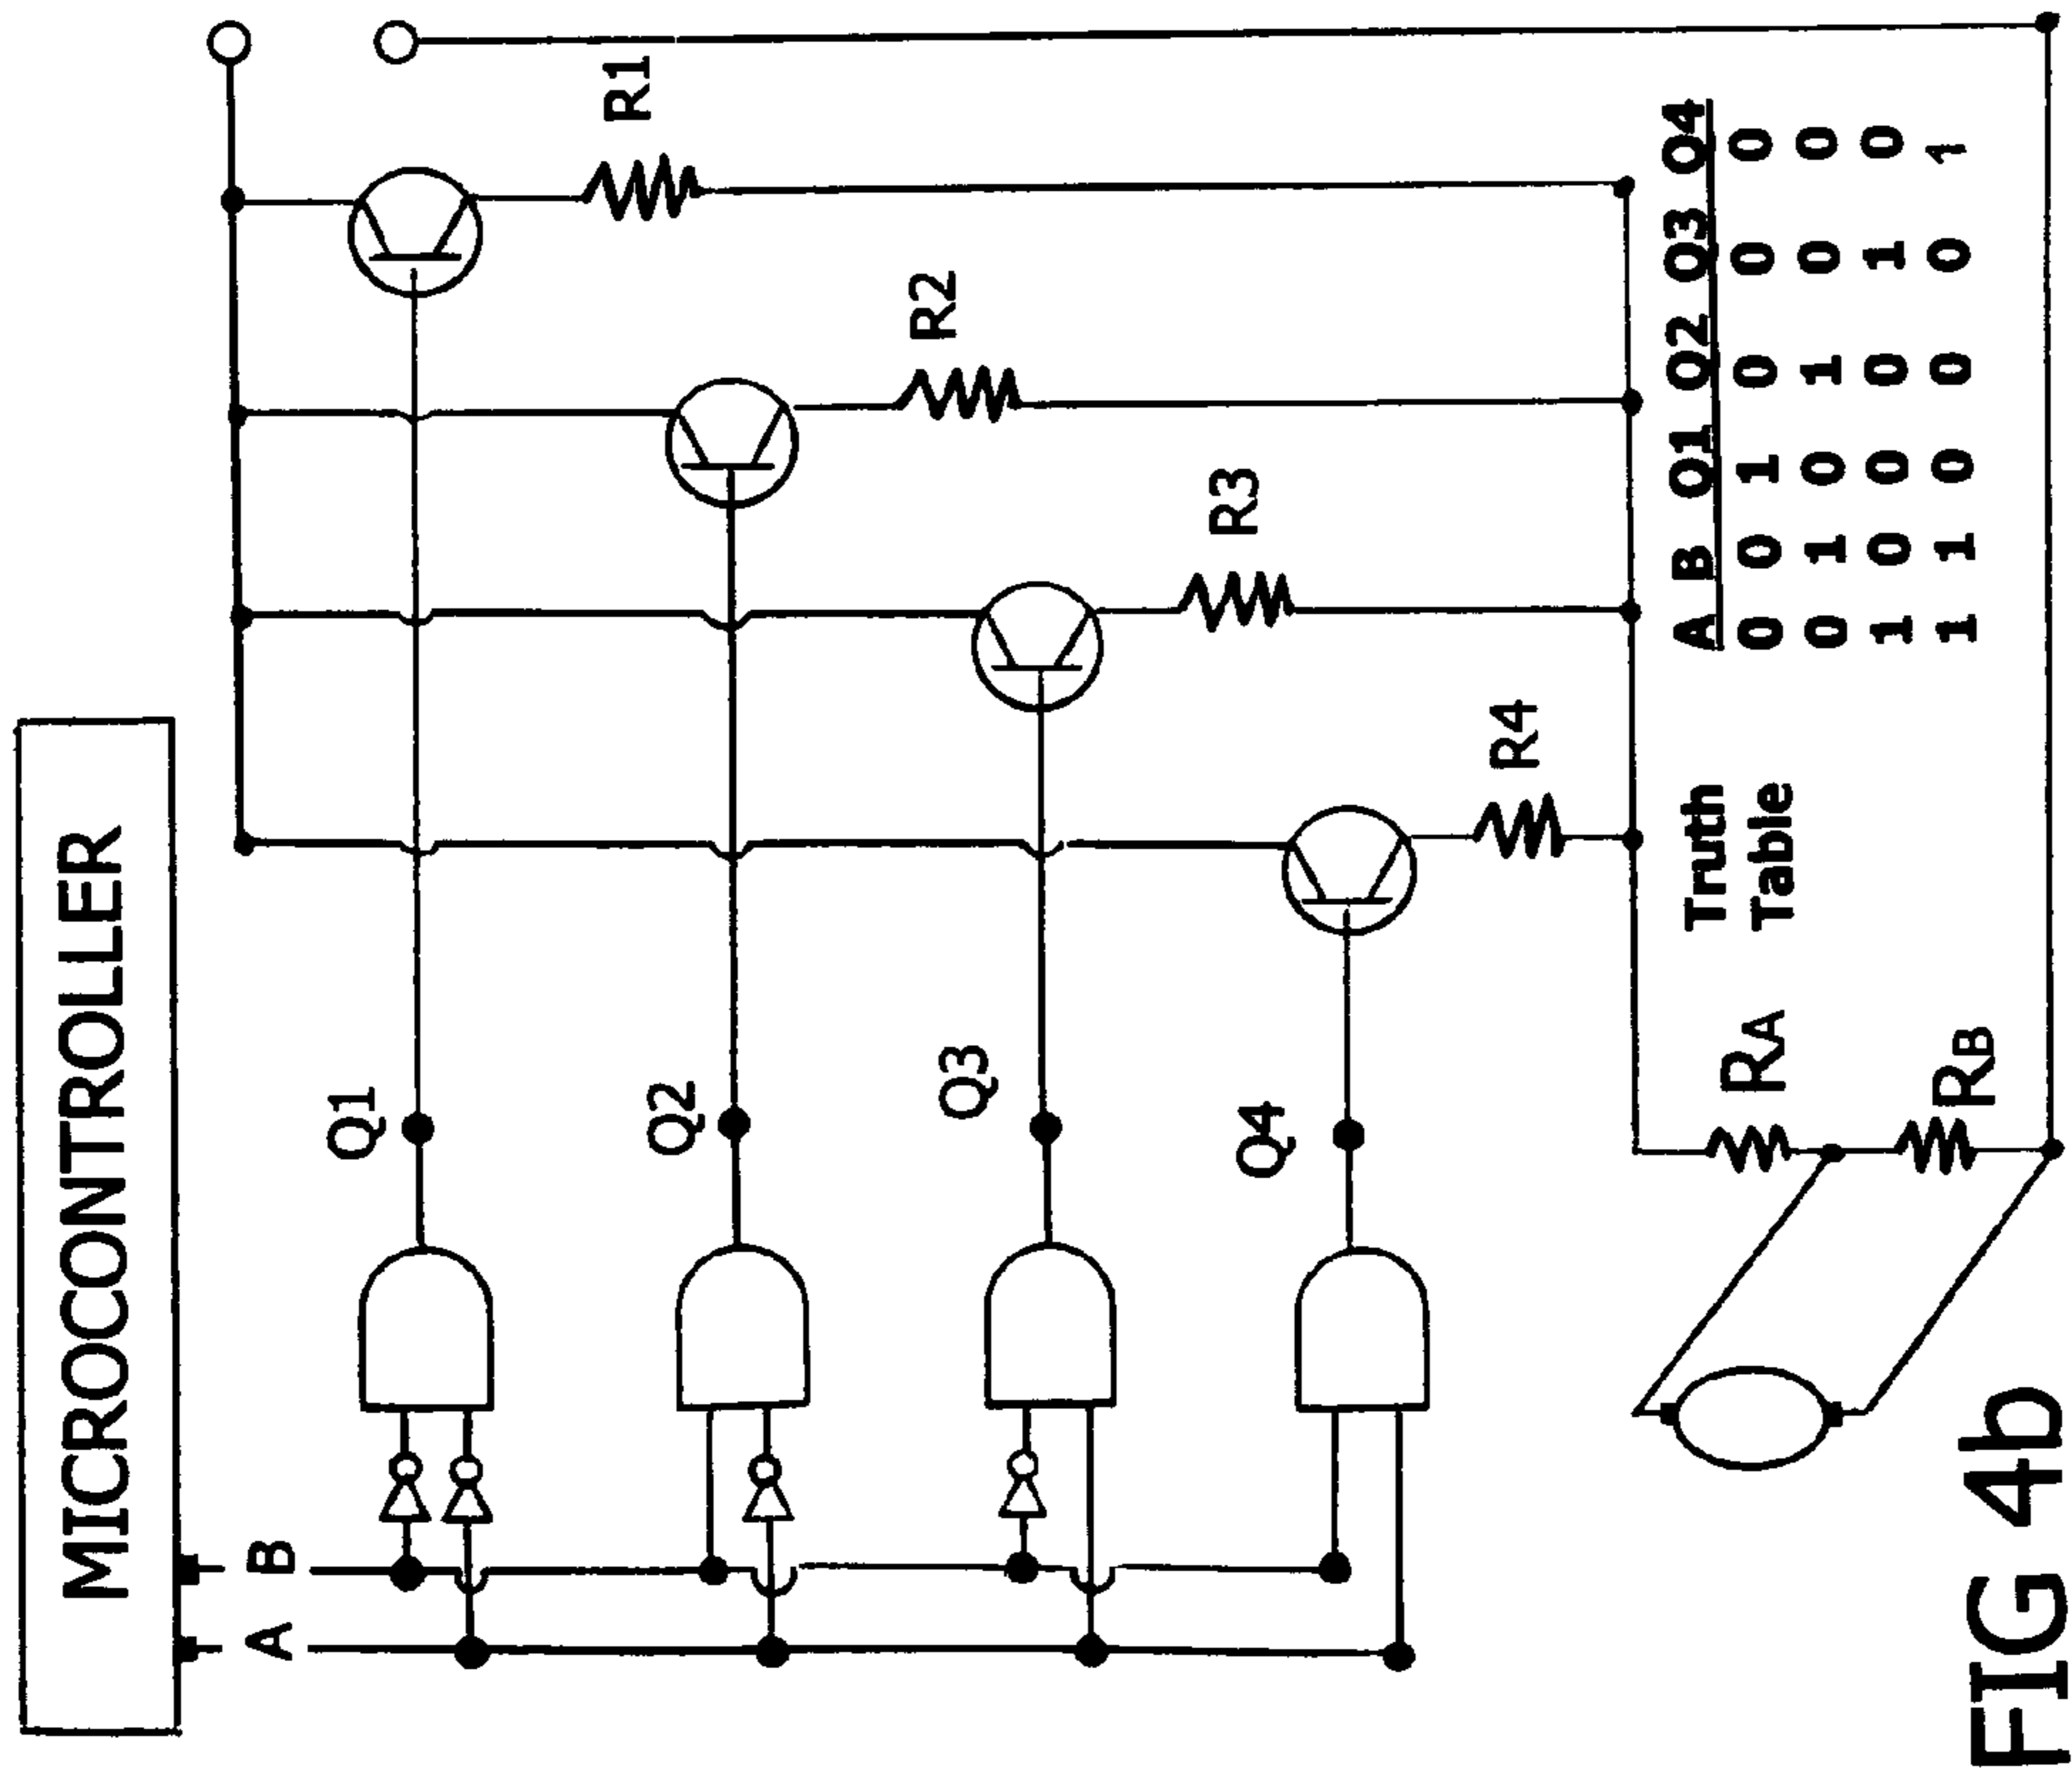 MICROCONTROLLER
A
B
Q1
R1
Q2
R2
Q3
R3
Q4
R4
Truth
Table
A B Q1 Q2 Q3 Q4
0 0 1 0 0 0
0 1 0 1 0 0
1 0 0 0 1 0
1 1 0 0 0 1
RA
RB
FIG 4b